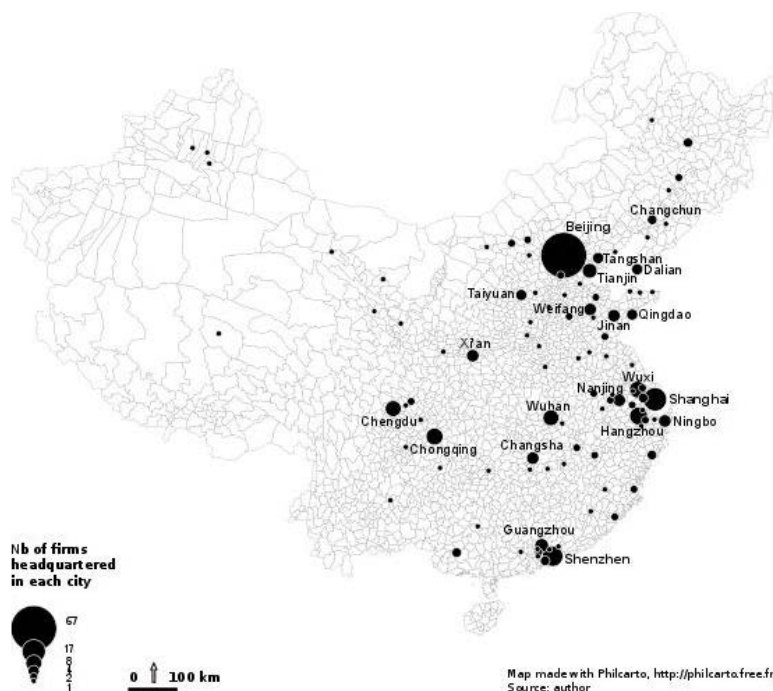 Beijing
Changchun
Tangshan
Tianjin
Dalian
Taiyuan
Weifang
Jinan
Qingdao
Xi'an
Wuxi
Nanjing
Shanghai
Chengdu
Wuhan
Hangzhou
Ningbo
Chongqing
Changsha
Guangzhou
Shenzhen
Nb of firms
headquartered
in each city
67
17
8
4
2
1
0 100 km
Map made with Philcarto, http://philcarto.free.fr
Source: author